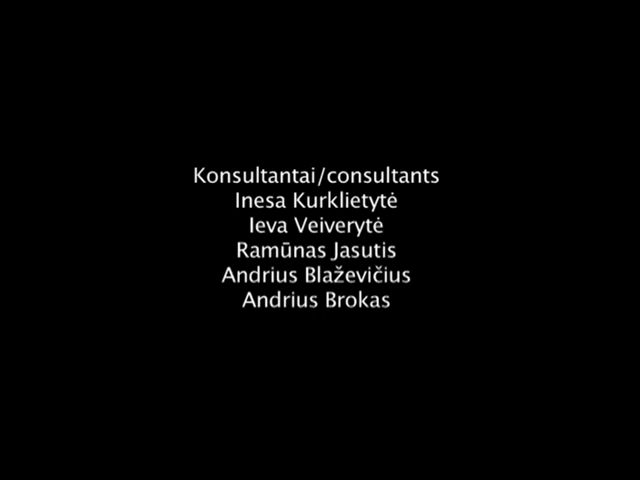 Konsultantai/consultants
Inesa Kurklietytė
Ieva Veiverytė
Ramūnas Jasutis
Andrius Blaževičius
Andrius Brokas